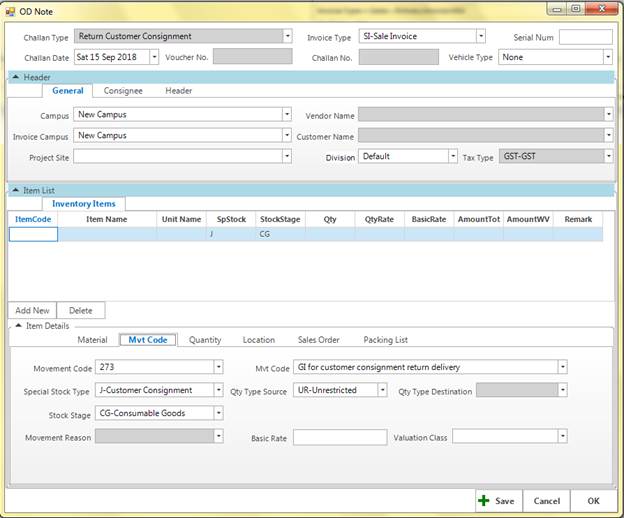 OD Note
Challan Type Return Customer Consignment Invoice Type SI-Sale Invoice Serial Num
Challan Date Sat 15 Sep 2018 Voucher No. Challan No. Vehicle Type None
Header
General Consignee Header
Campus New Campus Vendor Name
Invoice Campus New Campus Customer Name
Project Site Division Default Tax Type GST-GST
Item List
Inventory Items
ItemCode Item Name Unit Name SpStock StockStage Qty QtyRate BasicRate AmountTot AmountWV Remark
J CG
Add New Delete
Item Details
Material Mvt Code Quantity Location Sales Order Packing List
Movement Code 273 Mvt Code GI for customer consignment return delivery
Special Stock Type J-Customer Consignment Qty Type Source UR-Unrestricted Qty Type Destination
Stock Stage CG-Consumable Goods
Movement Reason Basic Rate Valuation Class
Save Cancel OK